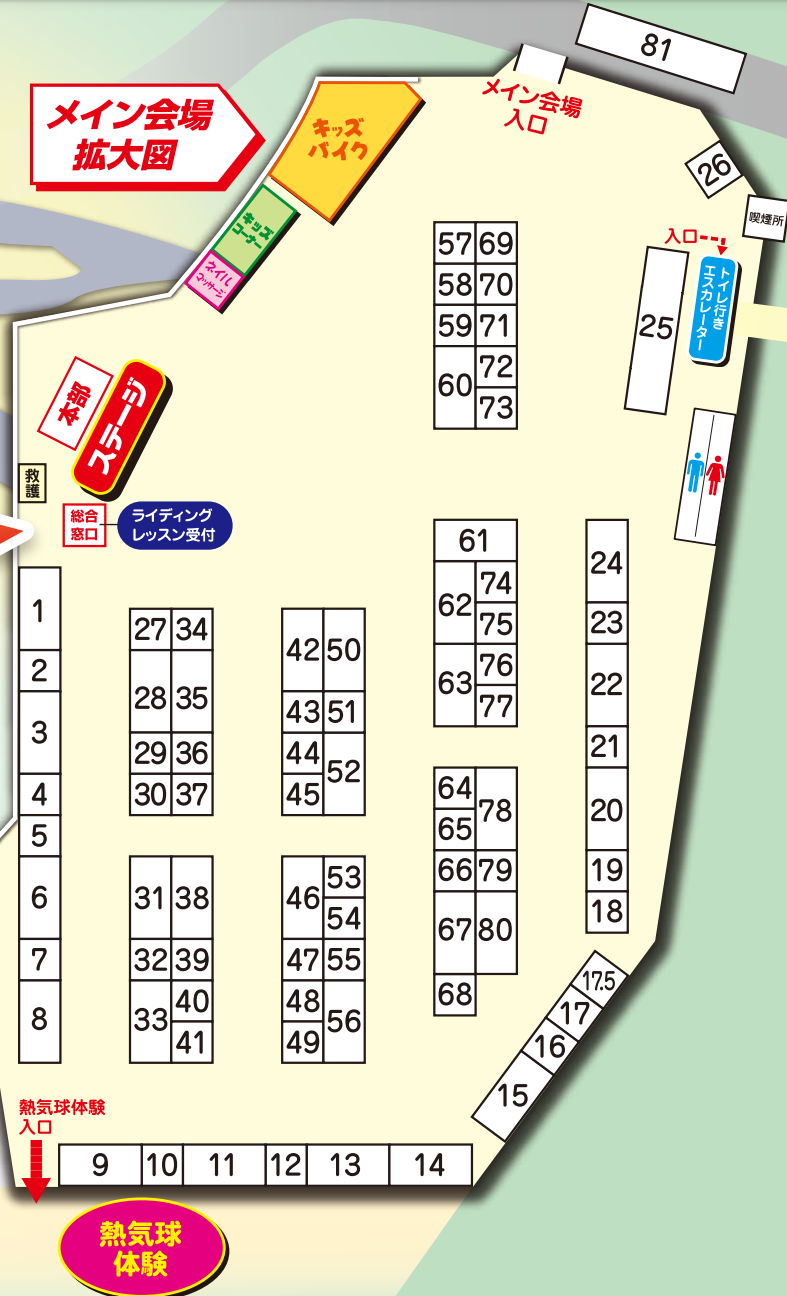 81
メイン会場
入口
メイン会場
拡大図
キッズ
バイク
26
喫煙所
キッズ
コーナー
入口
トイレ行き
エスカレーター
ネイル
マッサージ
57 69
58 70
59 71
60 72
73
25
本部
ステージ
救護
総合
窓口
ライディング
レッスン受付
61
62 74
75
63 76
77
24
23
22
21
20
19
18
1
2
3
4
5
6
7
8
27 34
28 35
29 36
30 37
42 50
43 51
44 52
45
64 78
65
66 79
67 80
68
31 38
32 39
33 40
41
46 53
54
47 55
48 56
49
17.5
17
16
15
熱気球体験
入口
9 10 11 12 13 14
熱気球
体験